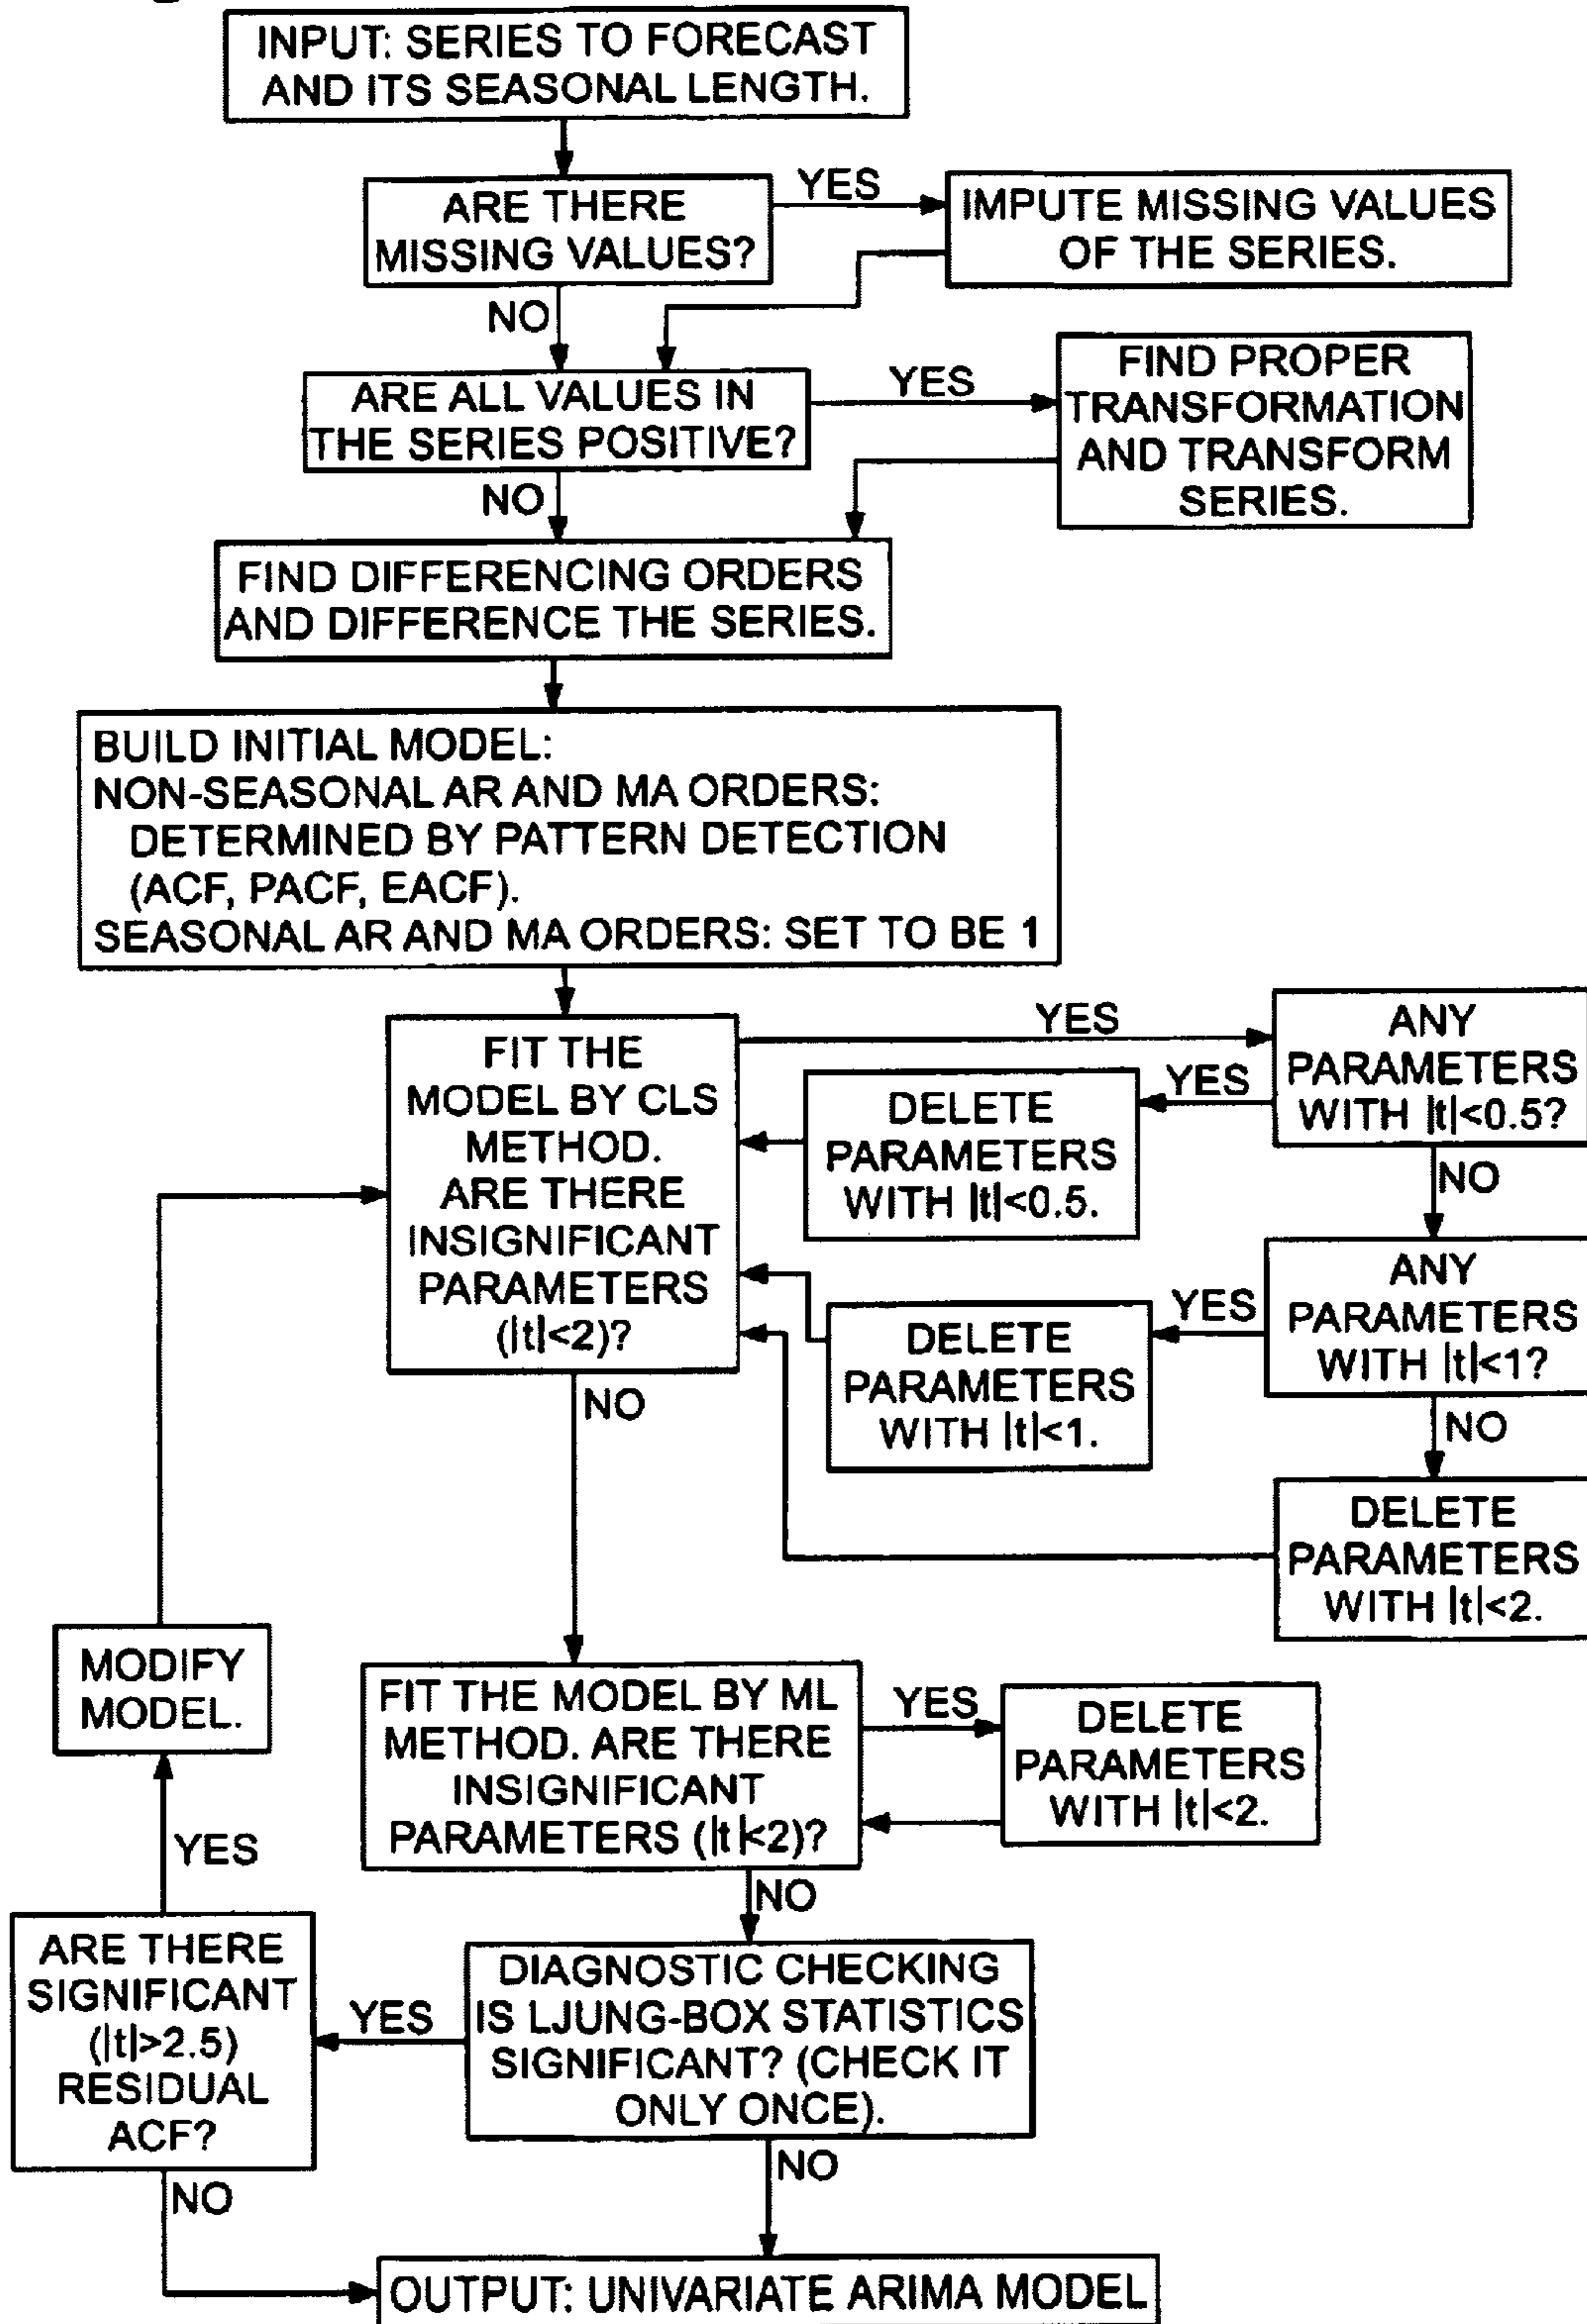 INPUT: SERIES TO FORECAST
AND ITS SEASONAL LENGTH.
ARE THERE
MISSING VALUES?
YES
IMPUTE MISSING VALUES
OF THE SERIES.
NO
ARE ALL VALUES IN
THE SERIES POSITIVE?
YES
FIND PROPER
TRANSFORMATION
AND TRANSFORM
SERIES.
NO
FIND DIFFERENCING ORDERS
AND DIFFERENCE THE SERIES.
BUILD INITIAL MODEL:
NON-SEASONAL AR AND MA ORDERS:
DETERMINED BY PATTERN DETECTION
(ACF, PACF, EACF).
SEASONAL AR AND MA ORDERS: SET TO BE 1
FIT THE
MODEL BY CLS
METHOD.
ARE THERE
INSIGNIFICANT
PARAMETERS
(|t|<2)?
YES
ANY
PARAMETERS
WITH |t|<0.5?
YES
DELETE
PARAMETERS
WITH |t|<0.5.
NO
ANY
PARAMETERS
WITH |t|<1?
YES
DELETE
PARAMETERS
WITH |t|<1.
NO
DELETE
PARAMETERS
WITH |t|<2.
NO
FIT THE MODEL BY ML
METHOD. ARE THERE
INSIGNIFICANT
PARAMETERS (|t|<2)?
YES
DELETE
PARAMETERS
WITH |t|<2.
NO
DIAGNOSTIC CHECKING
IS LJUNG-BOX STATISTICS
SIGNIFICANT? (CHECK IT
ONLY ONCE).
YES
ARE THERE
SIGNIFICANT
(|t|>2.5)
RESIDUAL
ACF?
YES
MODIFY
MODEL.
NO
NO
OUTPUT: UNIVARIATE ARIMA MODEL